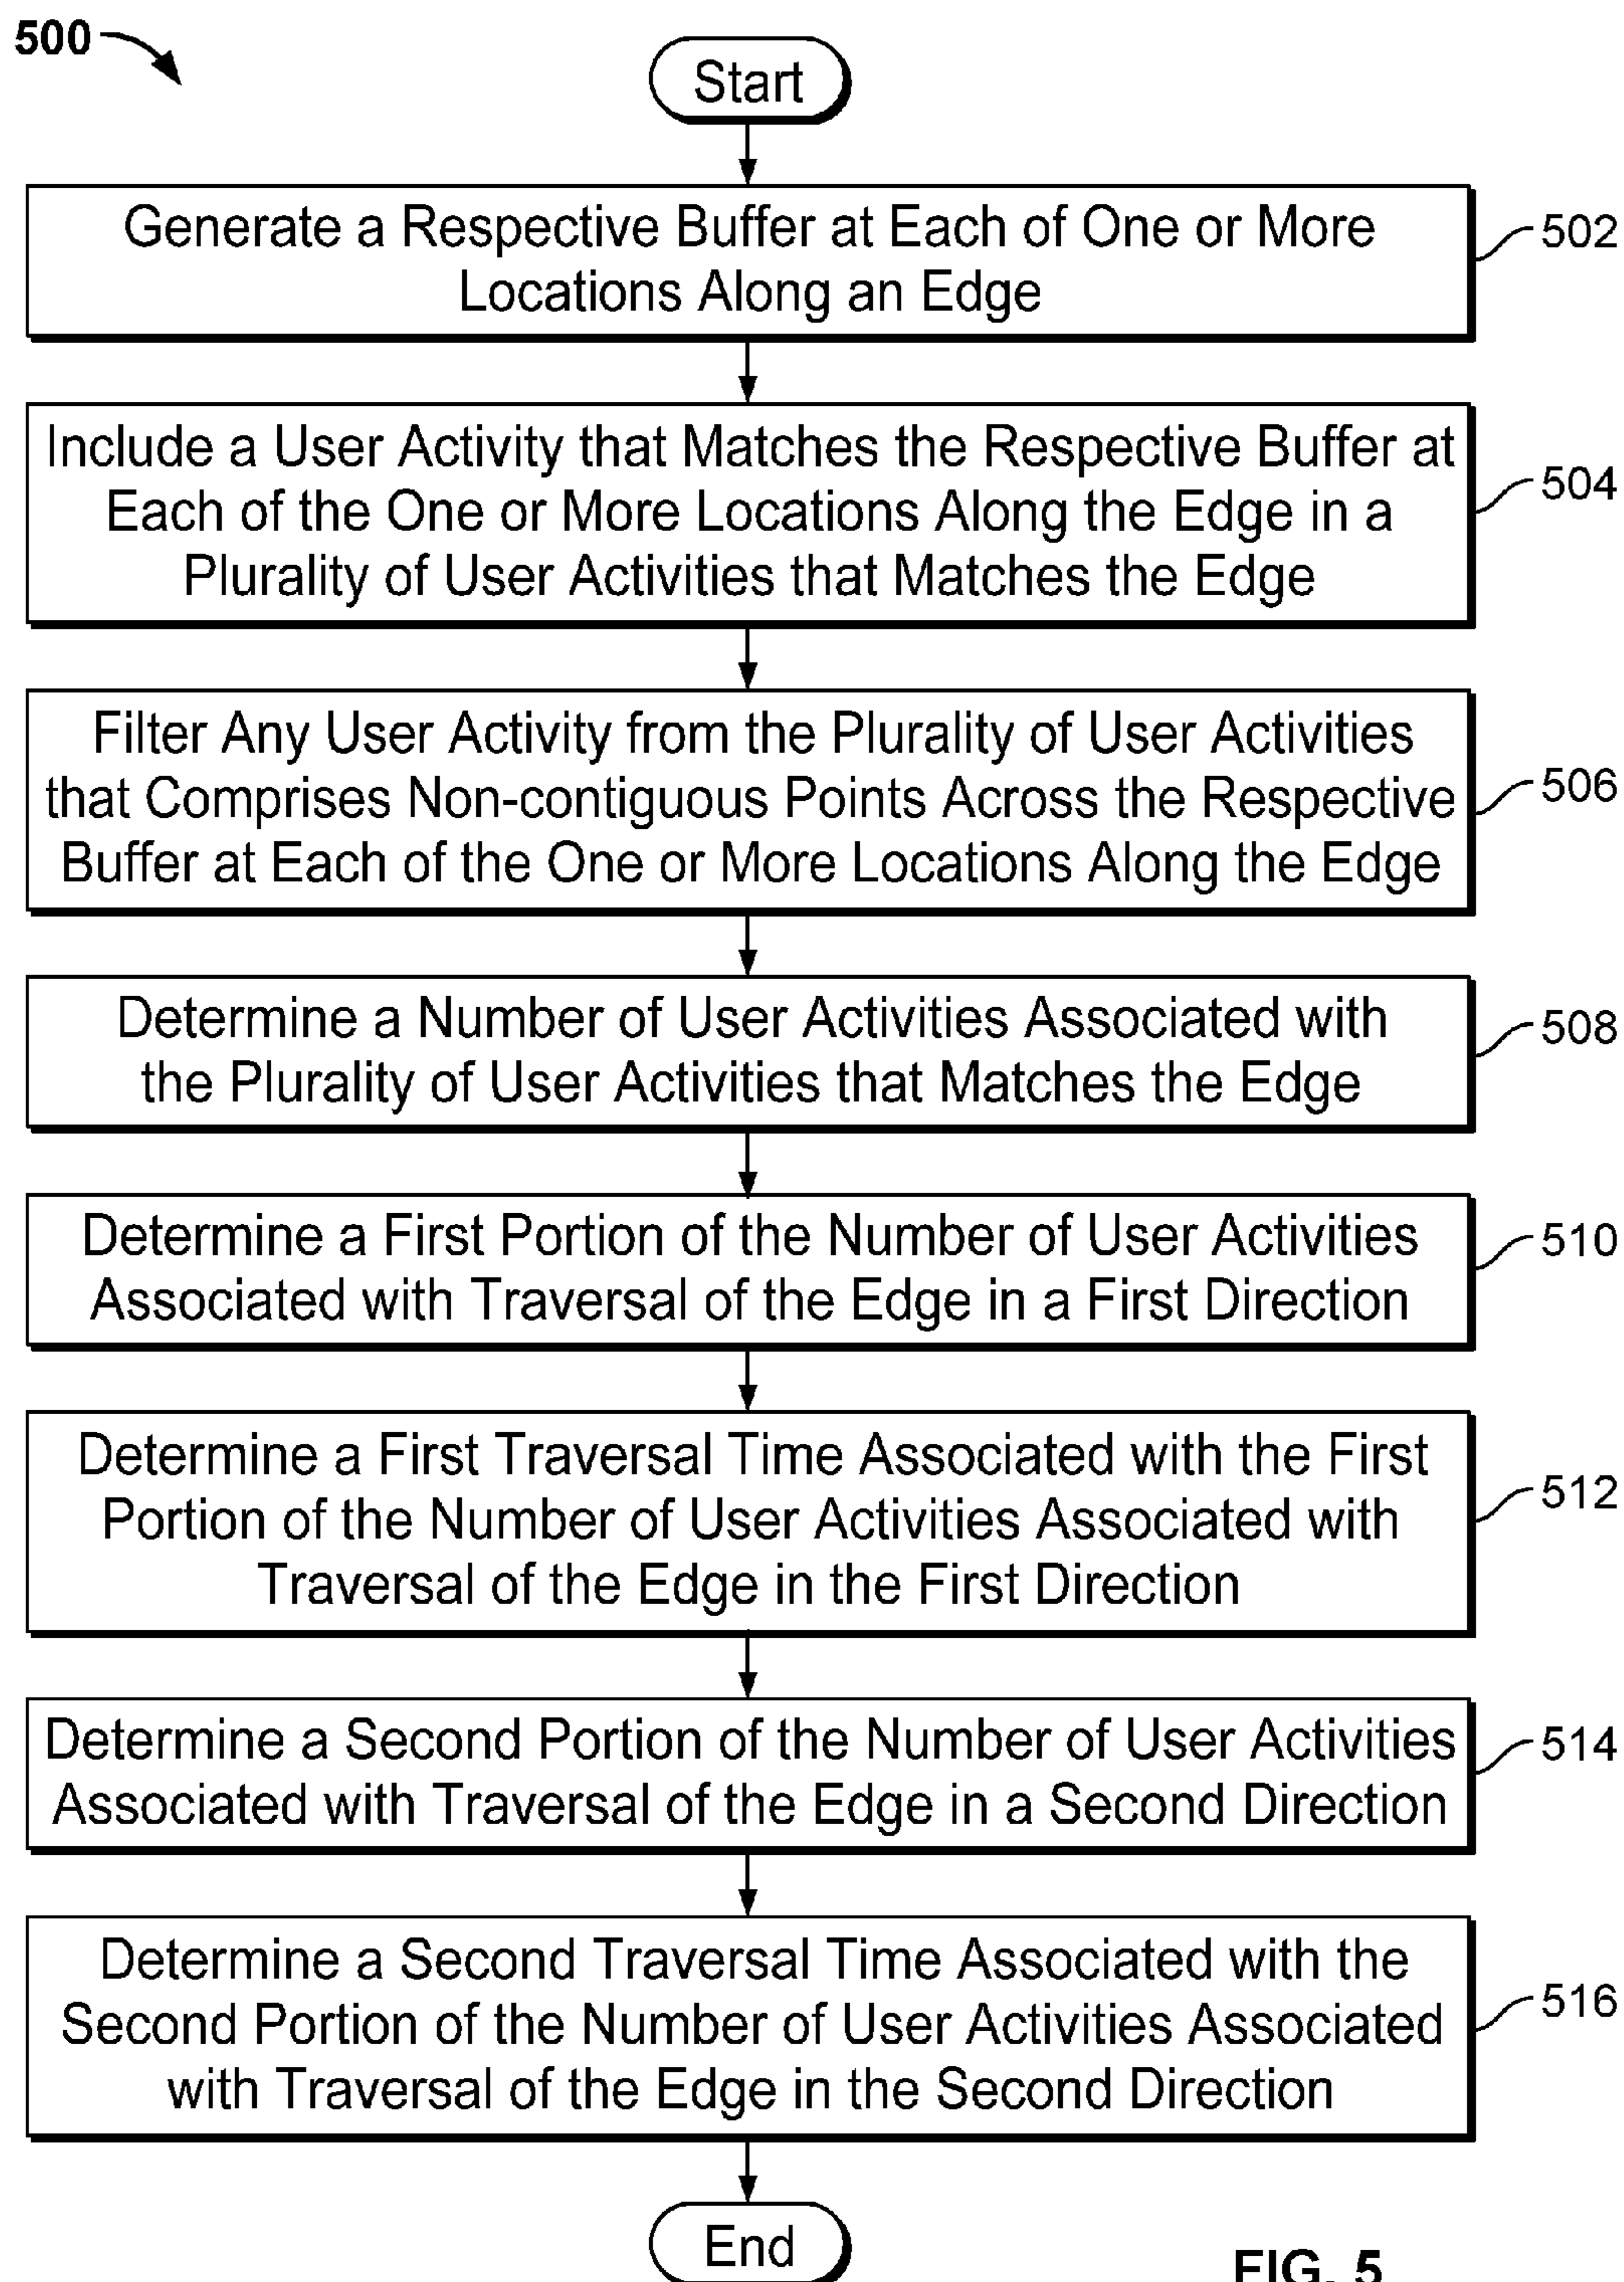 500
Start
Generate a Respective Buffer at Each of One or More
Locations Along an Edge
502
Include a User Activity that Matches the Respective Buffer at
Each of the One or More Locations Along the Edge in a
Plurality of User Activities that Matches the Edge
504
Filter Any User Activity from the Plurality of User Activities
that Comprises Non-contiguous Points Across the Respective
Buffer at Each of the One or More Locations Along the Edge
506
Determine a Number of User Activities Associated with
the Plurality of User Activities that Matches the Edge
508
Determine a First Portion of the Number of User Activities
Associated with Traversal of the Edge in a First Direction
510
Determine a First Traversal Time Associated with the First
Portion of the Number of User Activities Associated with
Traversal of the Edge in the First Direction
512
Determine a Second Portion of the Number of User Activities
Associated with Traversal of the Edge in a Second Direction
514
Determine a Second Traversal Time Associated with the
Second Portion of the Number of User Activities Associated
with Traversal of the Edge in the Second Direction
516
End
FIG. 5